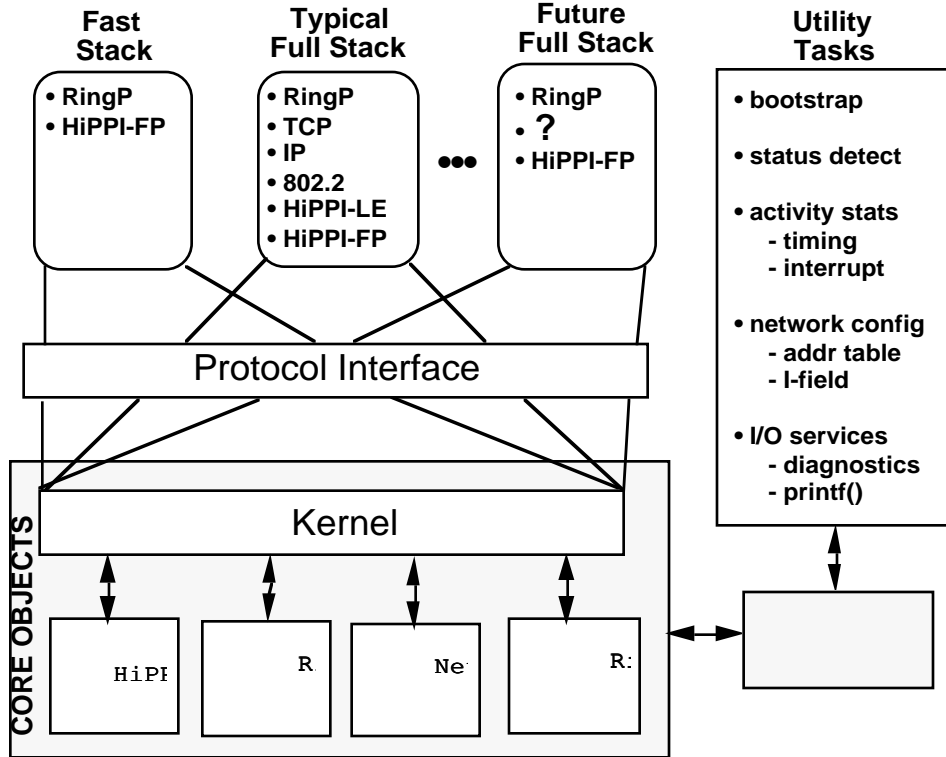 Fast
Stack
• RingP
• HiPPI-FP
Typical
Full Stack
• RingP
• TCP
• IP
• 802.2
• HiPPI-LE
• HiPPI-FP
•••
Future
Full Stack
• RingP
• ?
• HiPPI-FP
Utility
Tasks
• bootstrap
• status detect
• activity stats
- timing
- interrupt
• network config
- addr table
- I-field
• I/O services
- diagnostics
- printf()
Protocol Interface
Kernel
CORE OBJECTS